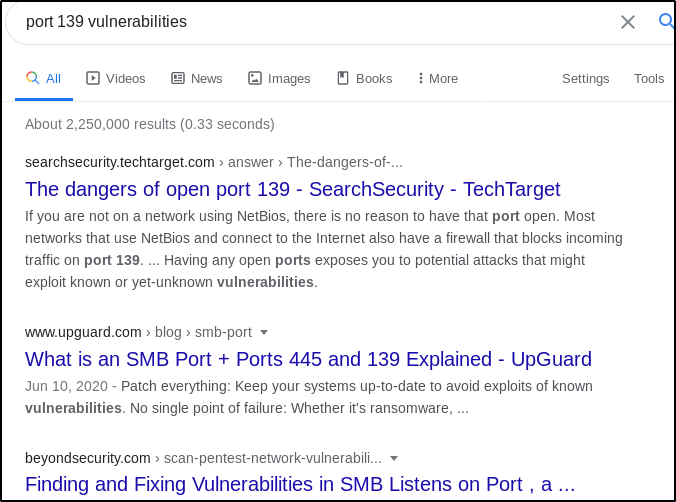 port 139 vulnerabilities
All Videos News Images Books More Settings Tools
About 2,250,000 results (0.33 seconds)
searchsecurity.techtarget.com › answer › The-dangers-of-...
The dangers of open port 139 - SearchSecurity - TechTarget
If you are not on a network using NetBios, there is no reason to have that port open. Most
networks that use NetBios and connect to the Internet also have a firewall that blocks incoming
traffic on port 139. ... Having any open ports exposes you to potential attacks that might
exploit known or yet-unknown vulnerabilities.
www.upguard.com › blog › smb-port
What is an SMB Port + Ports 445 and 139 Explained - UpGuard
Jun 10, 2020 - Patch everything: Keep your systems up-to-date to avoid exploits of known
vulnerabilities. No single point of failure: Whether it's ransomware, ...
beyondsecurity.com › scan-pentest-network-vulnerabili...
Finding and Fixing Vulnerabilities in SMB Listens on Port , a ...